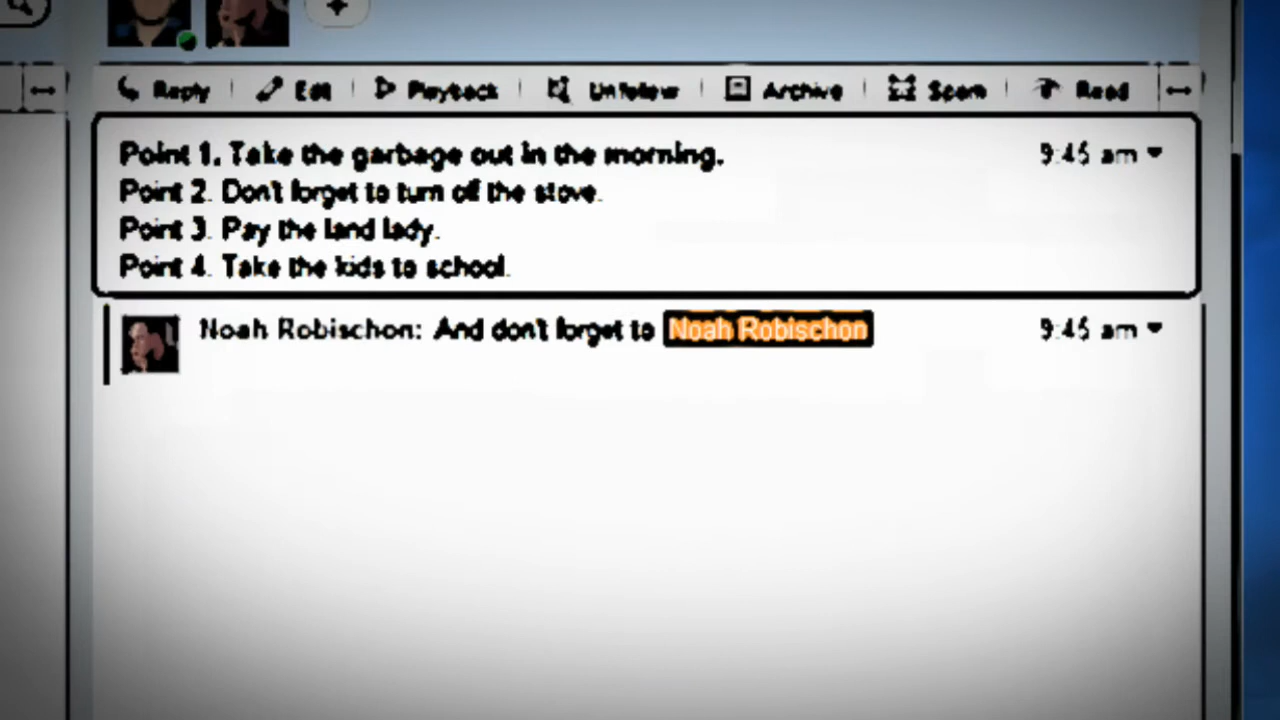 Reply Edit Playback Unfollow Archive Spam Read
Point 1. Take the garbage out in the morning. 9:45 am
Point 2. Don't forget to turn off the stove.
Point 3. Pay the land lady.
Point 4. Take the kids to school.
Noah Robischon: And don't forget to Noah Robischon 9:45 am